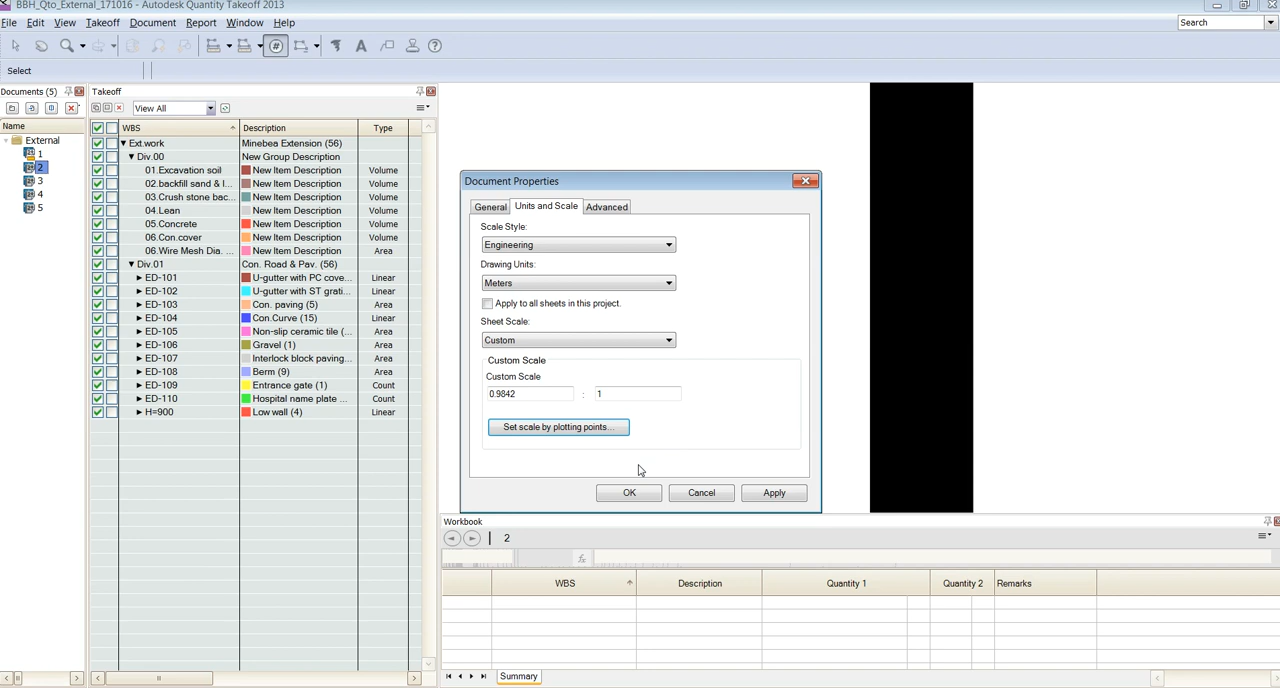 BBH_Qto_External_171016 - Autodesk Quantity Takeoff 2013
File Edit View Takeoff Document Report Window Help
Search
Select
Documents (5)
Name
External
1
2
3
4
5
Takeoff
View All
WBS Description Type
Ext.work Minebea Extension (56)
Div.00 New Group Description
01.Excavation soil New Item Description Volume
02.backfill sand & l... New Item Description Volume
03.Crush stone bac... New Item Description Volume
04.Lean New Item Description Volume
05.Concrete New Item Description Volume
06.Con.cover New Item Description Volume
06.Wire Mesh Dia. ... New Item Description Area
Div.01 Con. Road & Pav. (56)
ED-101 U-gutter with PC cove... Linear
ED-102 U-gutter with ST grati... Linear
ED-103 Con. paving (5) Area
ED-104 Con.Curve (15) Linear
ED-105 Non-slip ceramic tile (... Area
ED-106 Gravel (1) Area
ED-107 Interlock block paving... Area
ED-108 Berm (9) Area
ED-109 Entrance gate (1) Count
ED-110 Hospital name plate ... Count
H=900 Low wall (4) Linear
Document Properties
General Units and Scale Advanced
Scale Style:
Engineering
Drawing Units:
Meters
Apply to all sheets in this project.
Sheet Scale:
Custom
Custom Scale
Custom Scale
0.9842 : 1
Set scale by plotting points...
OK Cancel Apply
Workbook
2
fx
WBS Description Quantity 1 Quantity 2 Remarks
Summary